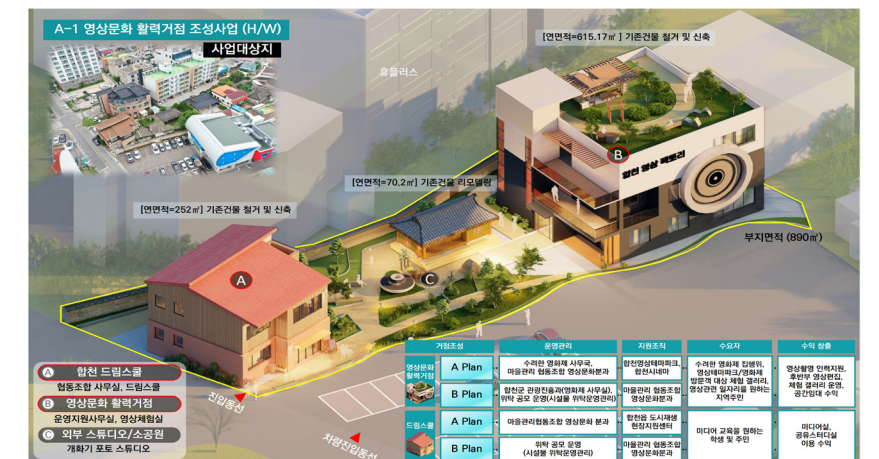 A-1 영상문화 활력거점 조성사업 (H/W)
사업대상지
[연면적=615.17㎡ ] 기존건물 철거 및 신축
휴플러스
B
합천 영상 팩토리
[연면적=70.2㎡] 기존건물 리모델링
[연면적=252㎡] 기존건물 철거 및 신축
부지면적 (890㎡)
A
C
A 합천 드림스쿨
협동조합 사무실, 드림스쿨
B 영상문화 활력거점
운영지원사무실, 영상체험실
C 외부 스튜디오/소공원
개화기 포토 스튜디오
진입동선
차량진입동선
거점조성 운영관리 지원조직 수요자 수익 창출
영상문화
활력거점
A Plan
수려한 영화제 사무국,
마을관리 협동조합 영상문화분과
합천영상테마파크,
합천시네마
B Plan
합천군 관광진흥과(영화제 사무실),
위탁 공모 운영(시설물 위탁운영관리)
마을관리 협동조합
영상문화분과
수려한 영화제 집행위,
영상테마파크/영화제
방문객 대상 체험 갤러리,
영상관련 일자리를 원하는
지역주민
영상촬영 인력지원,
후반부 영상편집,
체험 갤러리 운영,
공간임대 수익
드림스쿨
A Plan
마을관리협동조합 영상문화 분과
합천읍 도시재생
현장지원센터
B Plan
위탁 공모 운영
(시설물 위탁운영관리)
마을관리 협동조합
영상문화분과
미디어 교육을 원하는
학생 및 주민
미디어실,
공유스터디실
이용 수익